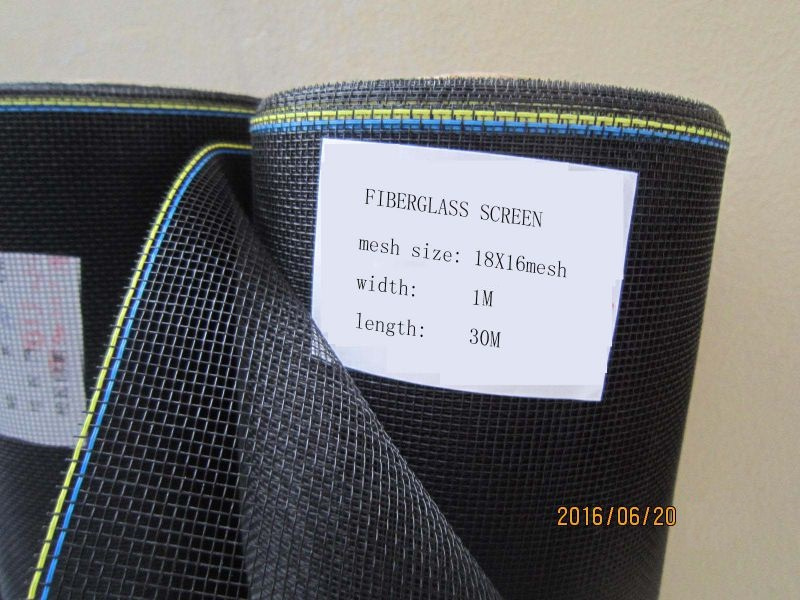 FIBERGLASS SCREEN
mesh size: 18X16mesh
width: 1M
length: 30M
2016/06/20